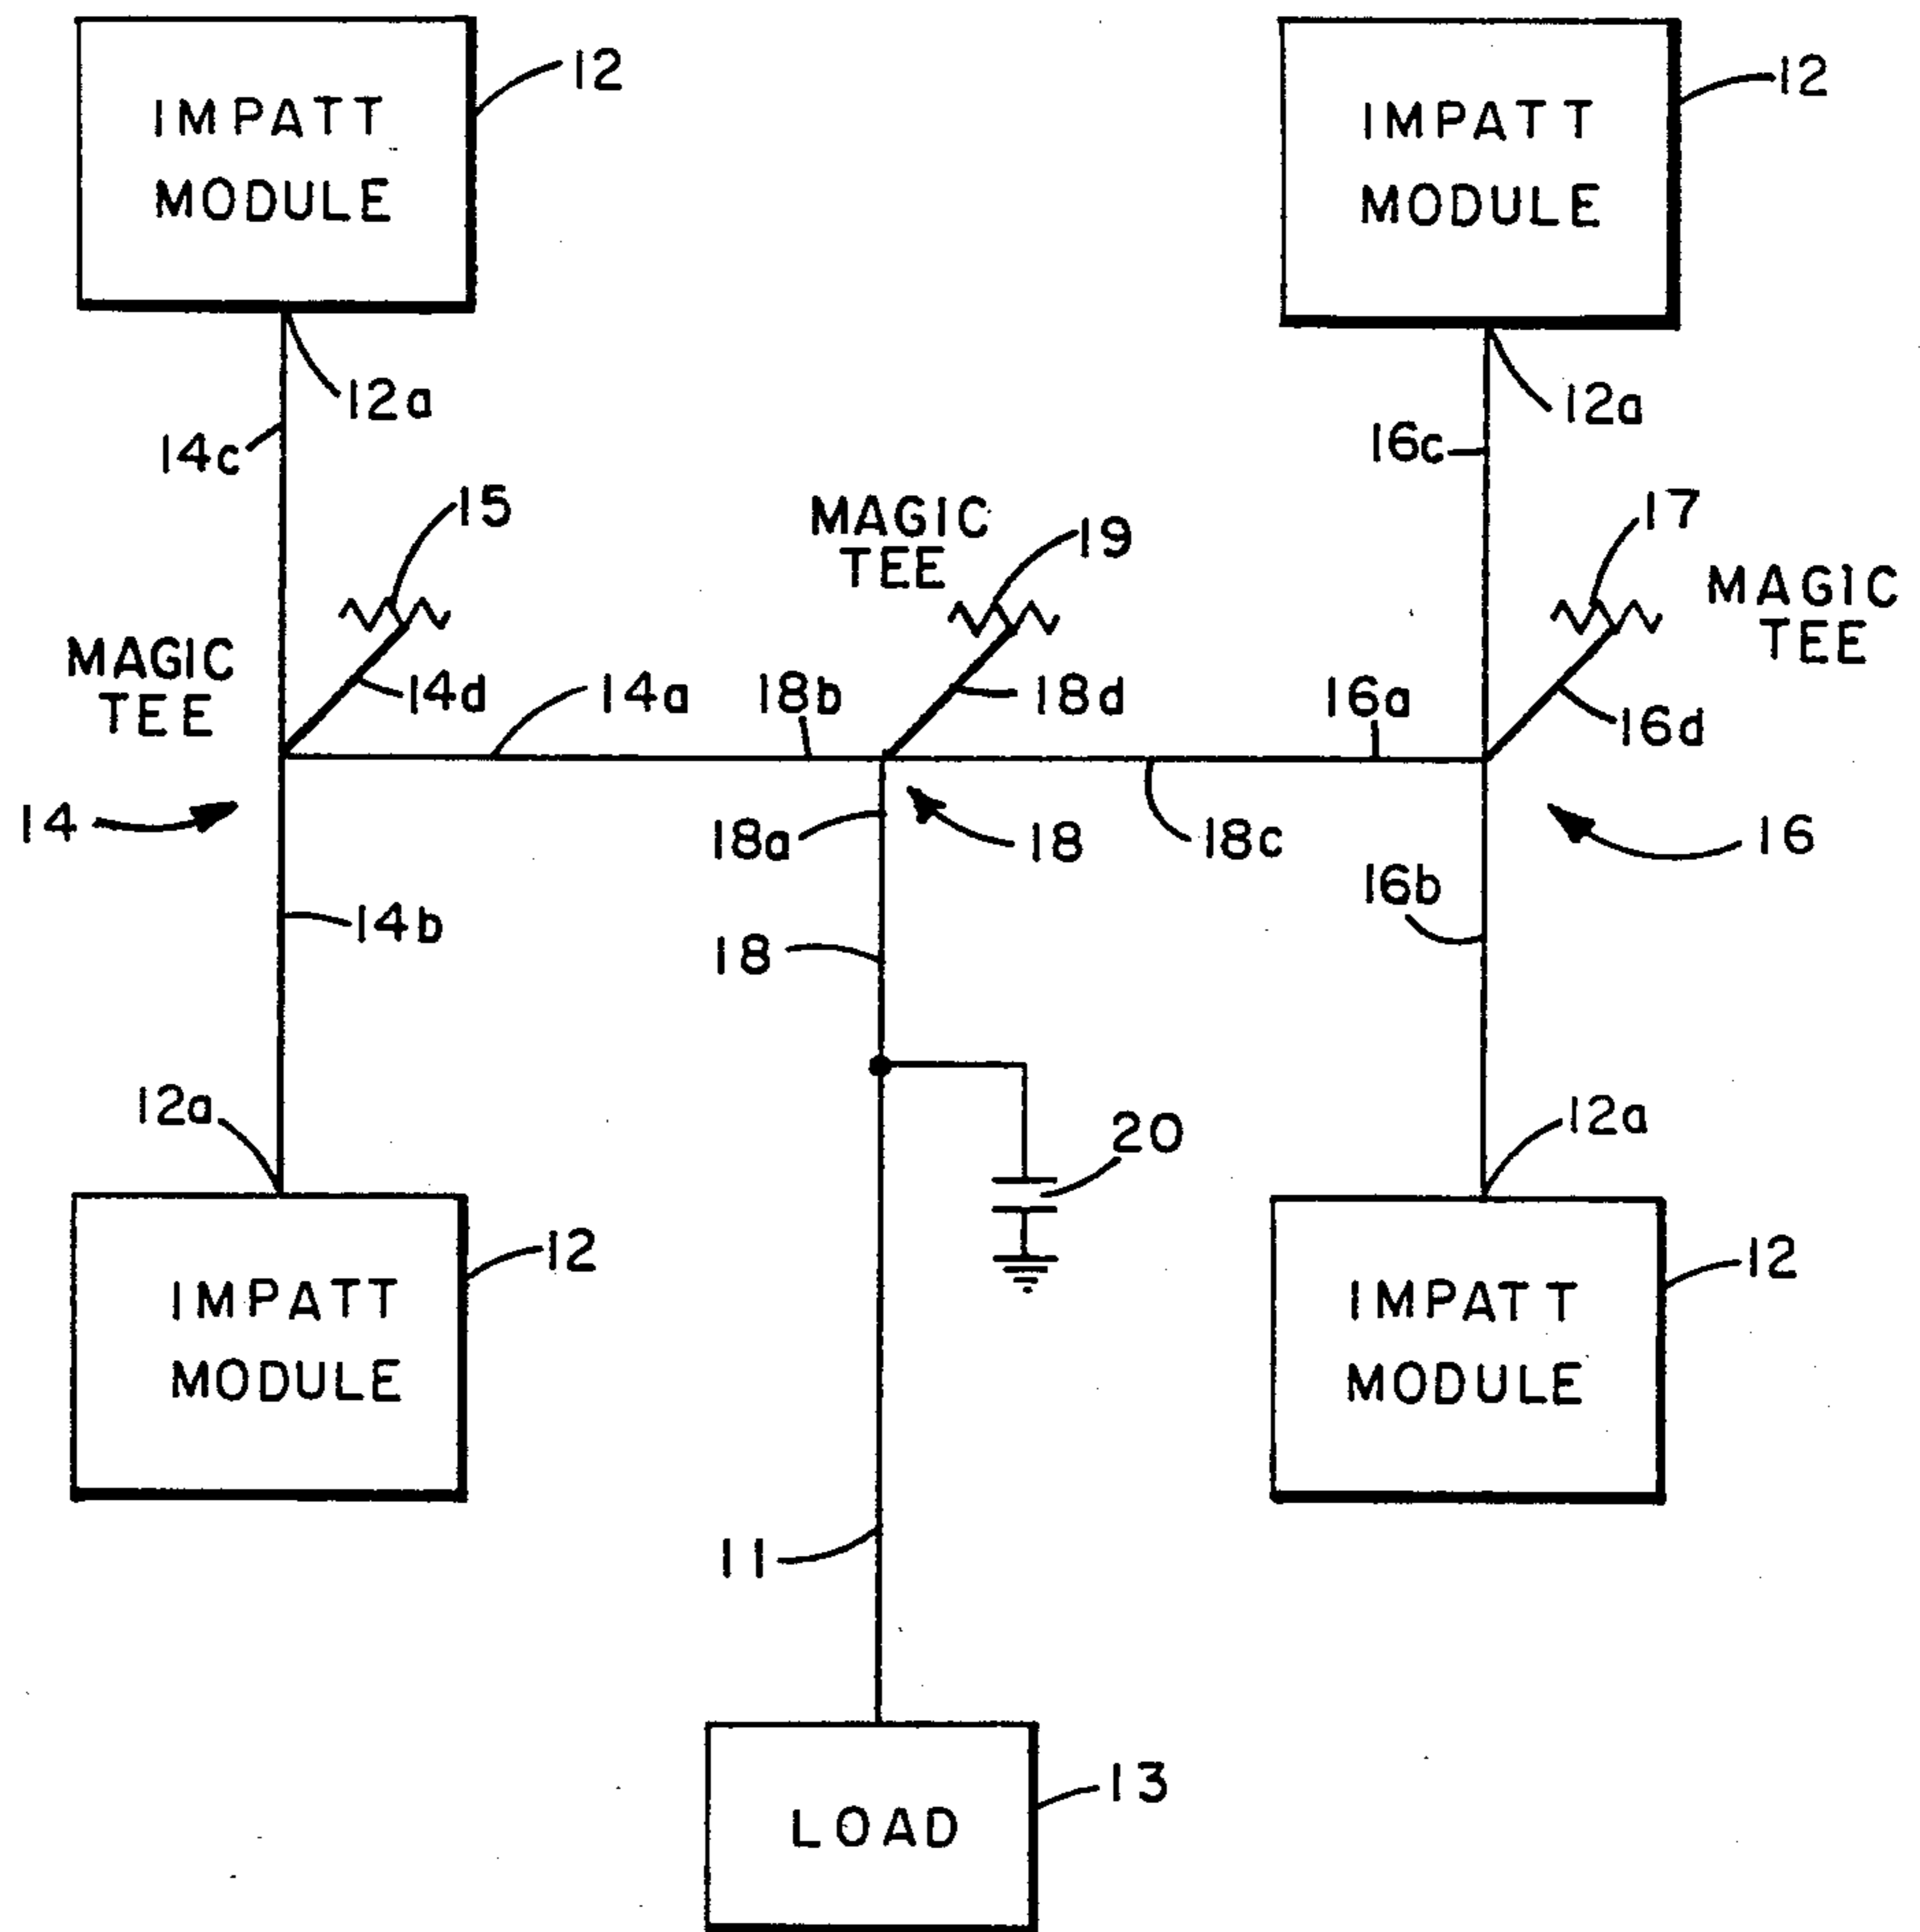 IMPATT
MODULE
12
IMPATT
MODULE
12
12a
12a
14c
16c
15
MAGIC
TEE
19
17
MAGIC
TEE
MAGIC
TEE
14d
14a
18b
18d
16a
16d
14
18a
18
18c
16
16b
14b
18
12a
20
12a
IMPATT
MODULE
12
IMPATT
MODULE
12
11
LOAD
13